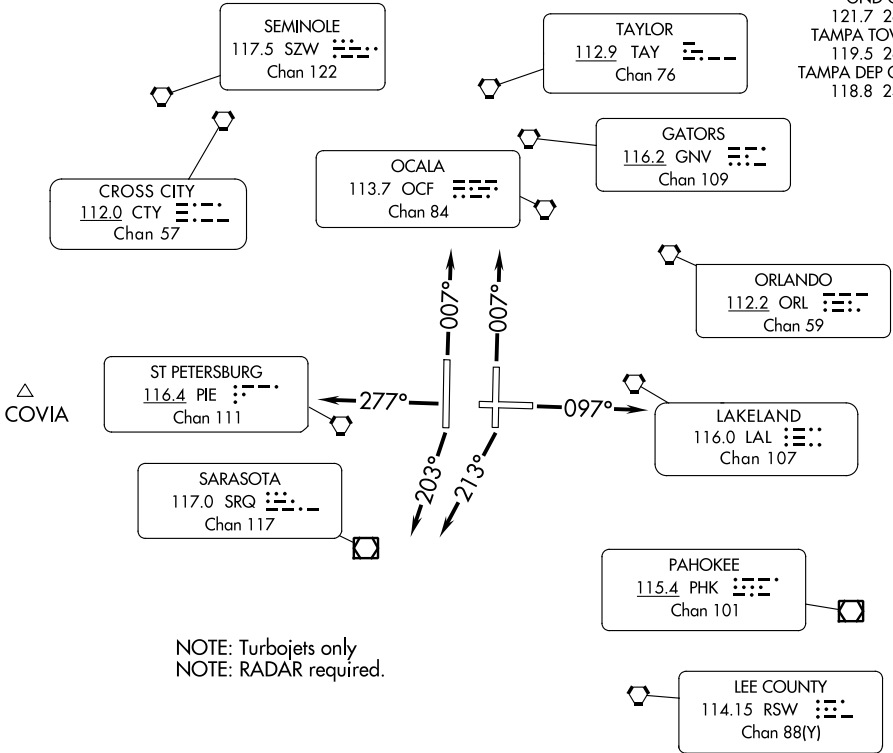 SEMINOLE
117.5 SZW
Chan 122
TAYLOR
112.9 TAY
Chan 76
121.7
119.5
118.8
CROSS CITY
112.0 CTY
Chan 57
OCALA
113.7 OCF
Chan 84
GATORS
116.2 GNV
Chan 109
ORLANDO
112.2 ORL
Chan 59
007°
007°
COVIA
ST PETERSBURG
116.4 PIE
Chan 111
277°
097°
LAKELAND
116.0 LAL
Chan 107
203°
213°
SARASOTA
117.0 SRQ
Chan 117
PAHOKEE
115.4 PHK
Chan 101
NOTE: Turbojets only
NOTE: RADAR required.
LEE COUNTY
114.15 RSW
Chan 88(Y)
TAMPA
TAMPA DEP